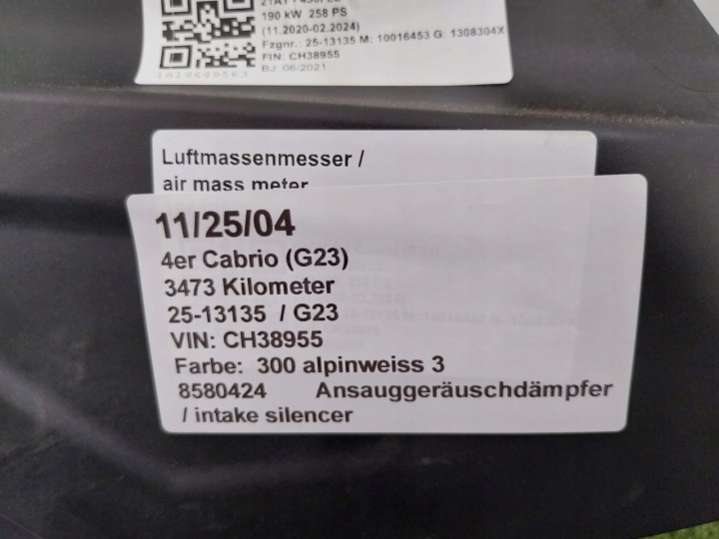 190 kW 258 PS
(11.2020-02.2024)
Fzgnr.: 25-13135 M: 10016453 G: 1308304X
FIN: CH38955
BJ: 06/2021
Luftmassenmesser /
air mass meter
11/25/04
4er Cabrio (G23)
3473 Kilometer
25-13135 / G23
VIN: CH38955
Farbe: 300 alpinweiss 3
8580424 Ansauggeräuschdämpfer
/ intake silencer